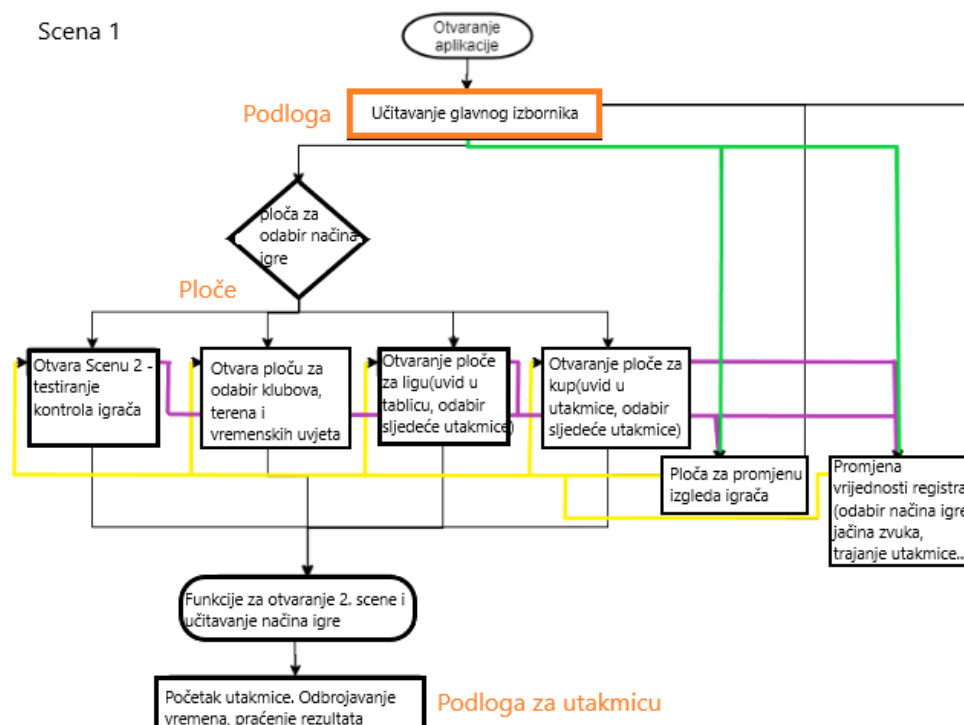 Scena 1
Otvaranje
aplikacije
Podloga
Učitavanje glavnog izbornika
ploča za
odabir načina
igre
Ploče
Otvara Scenu 2 -
testiranje
kontrola igrača
Otvara ploču za
odabir klubova,
terena i
vremenskih uvjeta
Otvaranje ploče
za ligu(uvid u
tablicu, odabir
sljedeće utakmice)
Otvaranje ploče za
kup(uvid u
utakmice, odabir
sljedeće utakmice)
Ploča za promjenu
izgleda igrača
Promjena
vrijednosti registra
(odabir načina igre
jačina zvuka,
trajanje utakmice..
Funkcije za otvaranje 2. scene i
učitavanje načina igre
Početak utakmice. Odbrojavanje
vremena, praćenje rezultata
Podloga za utakmicu